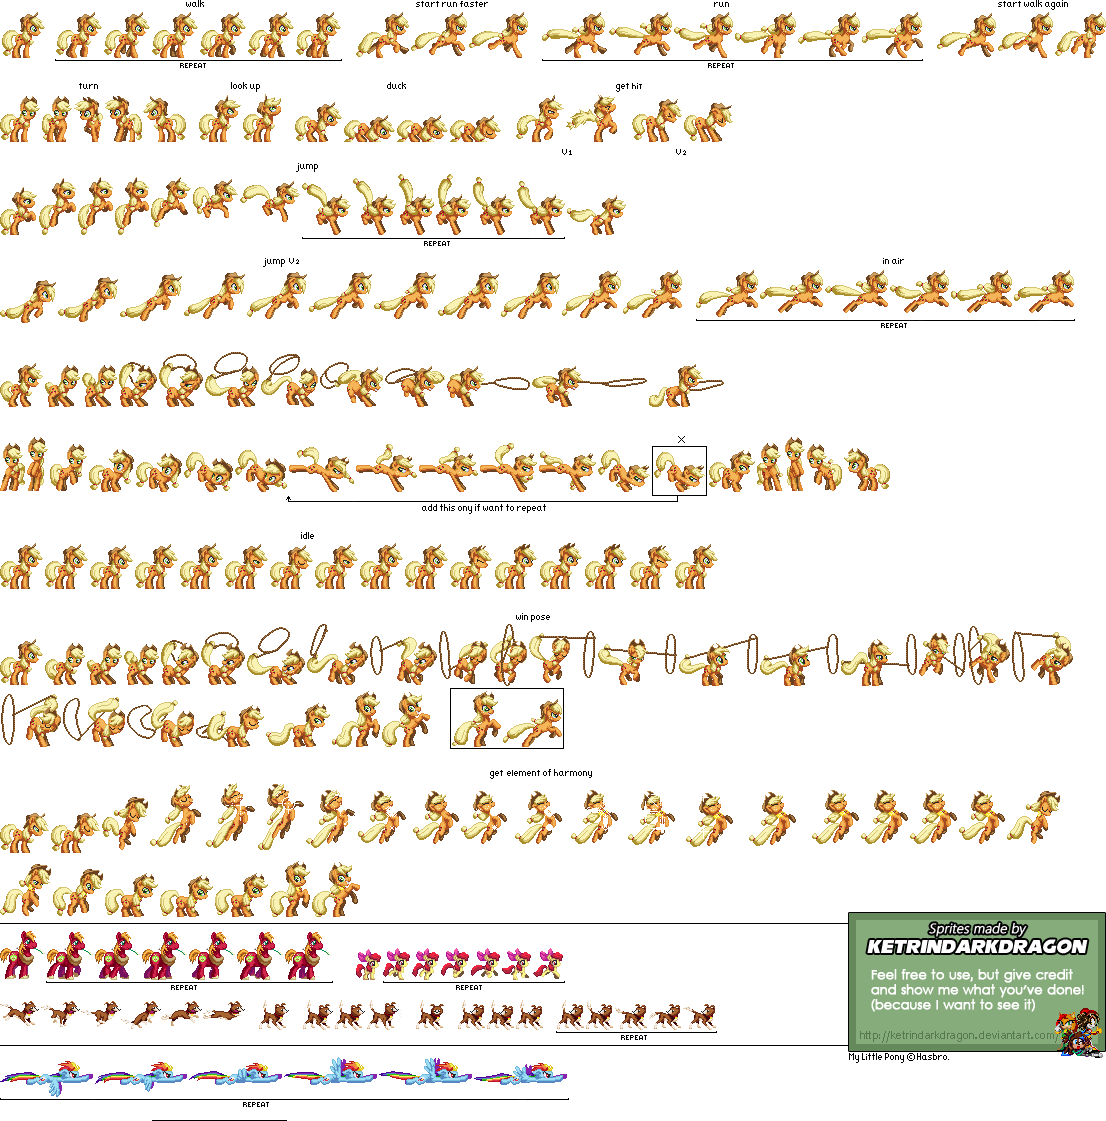 walk
start run faster
run
start walk again
REPEAT
REPEAT
turn
look up
duck
get hit
V1
V2
jump
REPEAT
jump V2
in air
REPEAT
add this ony if want to repeat
idle
win pose
get element of harmony
Sprites made by
KETRINDARKDRAGON
Feel free to use, but give credit
and show me what you've done!
(because I want to see it)
http://ketrindarkdragon.deviantart.com/
My Little Pony ©Hasbro.
REPEAT
REPEAT
REPEAT
REPEAT